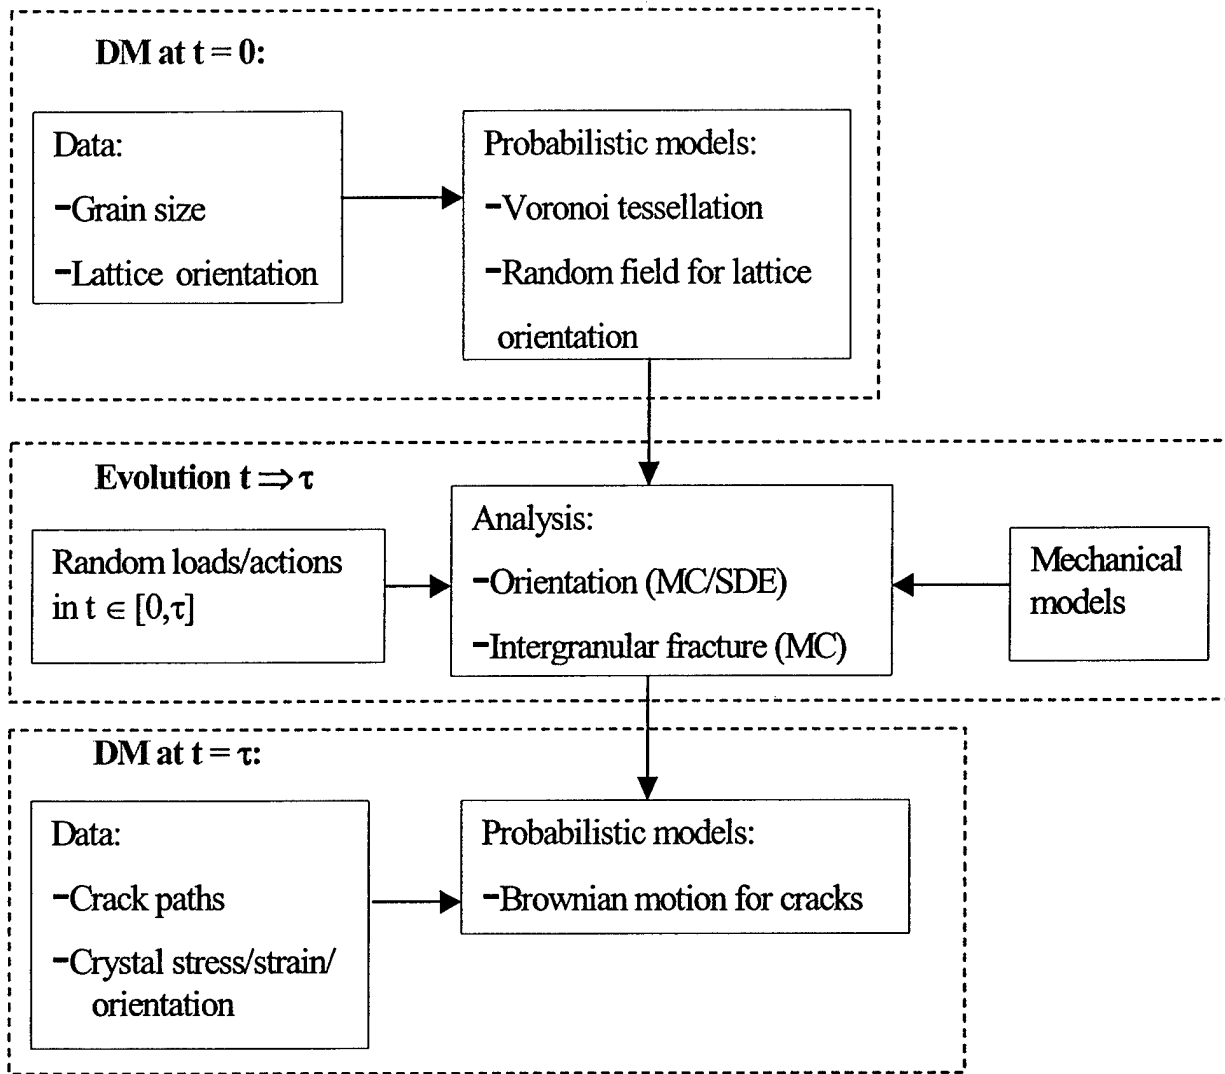 DM at t = 0:
Data:
-Grain size
-Lattice orientation
Probabilistic models:
-Voronoi tessellation
-Random field for lattice
orientation
Evolution t ⇒ τ
Random loads/actions
in t ∈ [0,τ]
Analysis:
-Orientation (MC/SDE)
-Intergranular fracture (MC)
Mechanical
models
DM at t = τ:
Data:
-Crack paths
-Crystal stress/strain/
orientation
Probabilistic models:
-Brownian motion for cracks